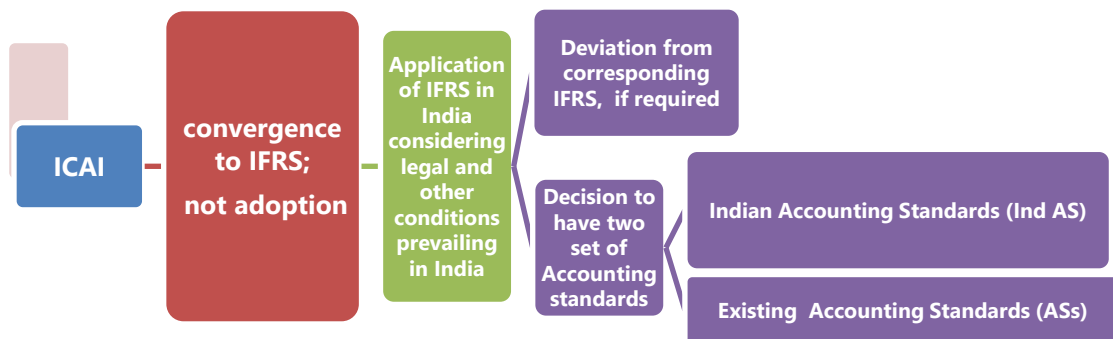 ICAI
convergence
to IFRS;
not adoption
Application
of IFRS in
India
considering
legal and
other
conditions
prevailing
in India
Deviation from
corresponding
IFRS, if required
Decision to
have two
set of
Accounting
standards
Indian Accounting Standards (Ind AS)
Existing Accounting Standards (ASs)